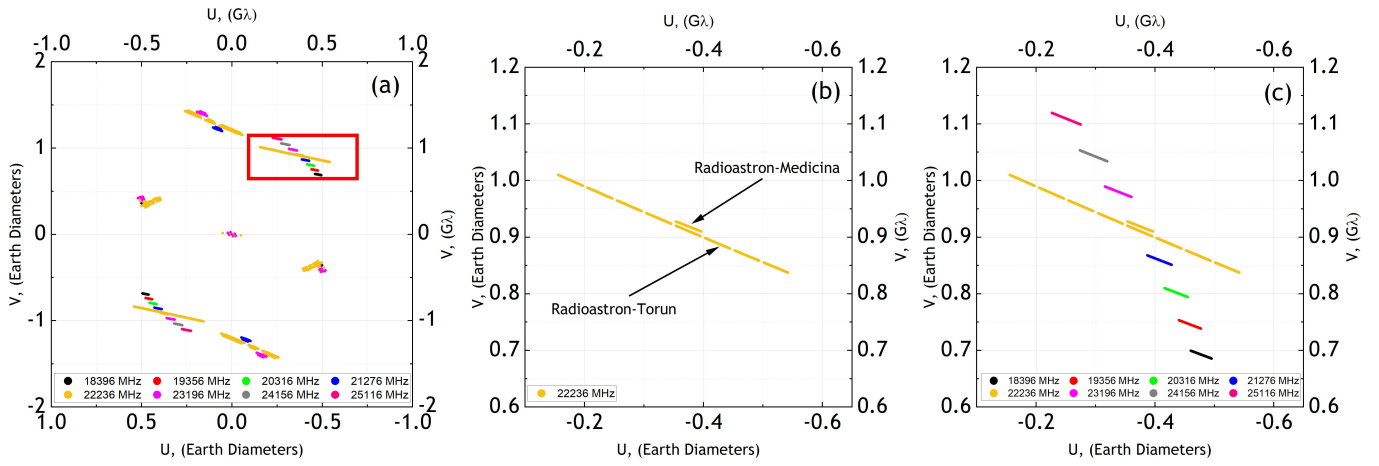 U, (Gλ)
-1.0 -0.5 0.0 0.5 1.0
(a)
2 2
1 1
0 0
-1 -1
-2 -2
V, (Earth Diameters)
V, (Gλ)
18396 MHz 19356 MHz 20316 MHz 21276 MHz
22236 MHz 23196 MHz 24156 MHz 25116 MHz
1.0 0.5 0.0 -0.5 -1.0
U, (Earth Diameters)
U, (Gλ)
-0.2 -0.4 -0.6
(b)
1.2 1.2
1.1 1.1
1.0 1.0
0.9 0.9
0.8 0.8
0.7 0.7
0.6 0.6
V, (Earth Diameters)
V, (Gλ)
Radioastron-Medicina
Radioastron-Torun
22236 MHz
-0.2 -0.4 -0.6
U, (Earth Diameters)
U, (Gλ)
-0.2 -0.4 -0.6
(c)
1.2 1.2
1.1 1.1
1.0 1.0
0.9 0.9
0.8 0.8
0.7 0.7
0.6 0.6
V, (Earth Diameters)
V, (Gλ)
18396 MHz 19356 MHz 20316 MHz 21276 MHz
22236 MHz 23196 MHz 24156 MHz 25116 MHz
-0.2 -0.4 -0.6
U, (Earth Diameters)